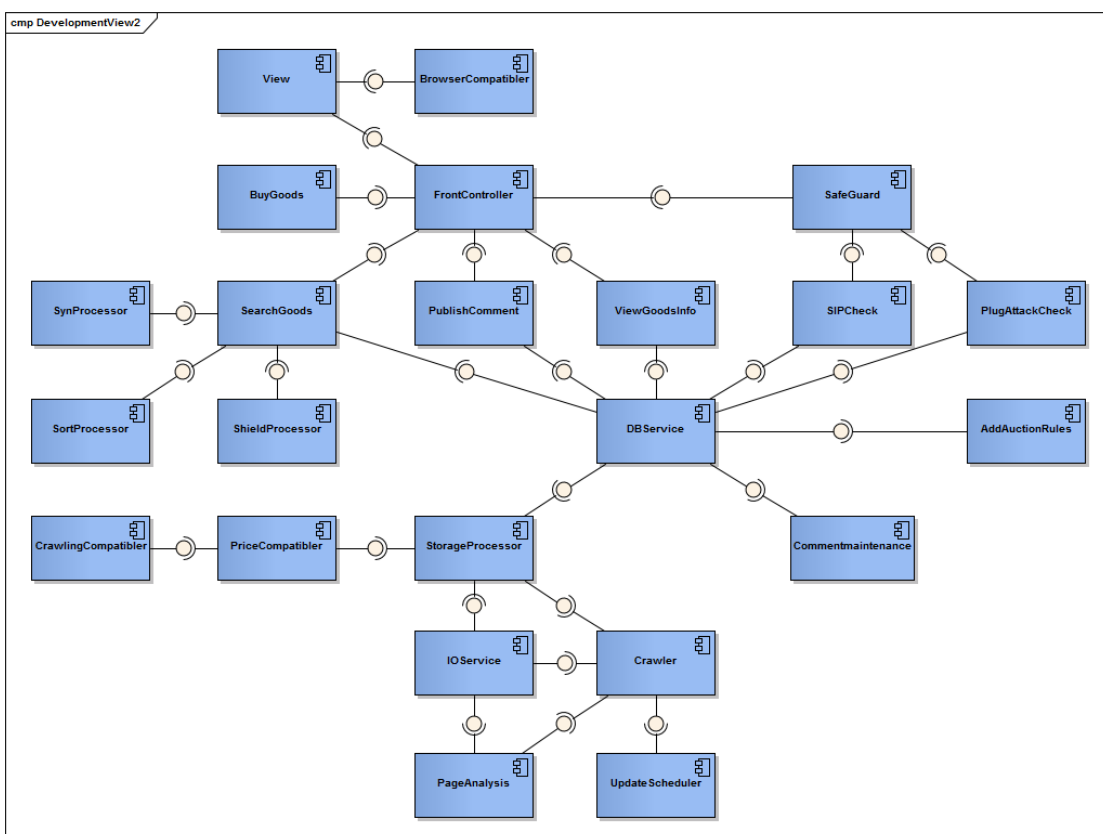 cmp DevelopmentView2
View
BrowserCompatibler
BuyGoods
FrontController
SafeGuard
SynProcessor
SearchGoods
PublishComment
ViewGoodsInfo
SIPCheck
PlugAttackCheck
SortProcessor
ShieldProcessor
DBService
AddAuctionRules
CrawlingCompatibler
PriceCompatibler
StorageProcessor
Commentmaintenance
IOService
Crawler
PageAnalysis
UpdateScheduler